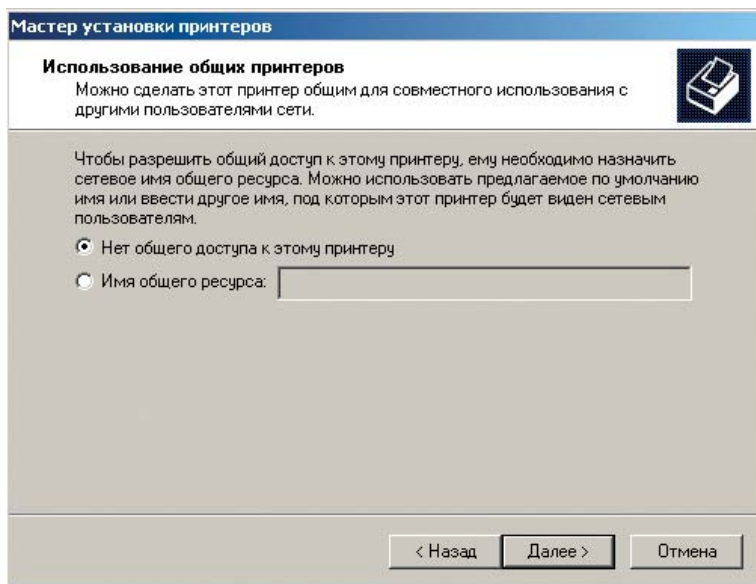 Мастер установки принтеров
Использование общих принтеров
Можно сделать этот принтер общим для совместного использования с
другими пользователями сети.
Чтобы разрешить общий доступ к этому принтеру, ему необходимо назначить
сетевое имя общего ресурса. Можно использовать предлагаемое по умолчанию
имя или ввести другое имя, под которым этот принтер будет виден сетевым
пользователям.
Нет общего доступа к этому принтеру
Имя общего ресурса:
< Назад Далее > Отмена